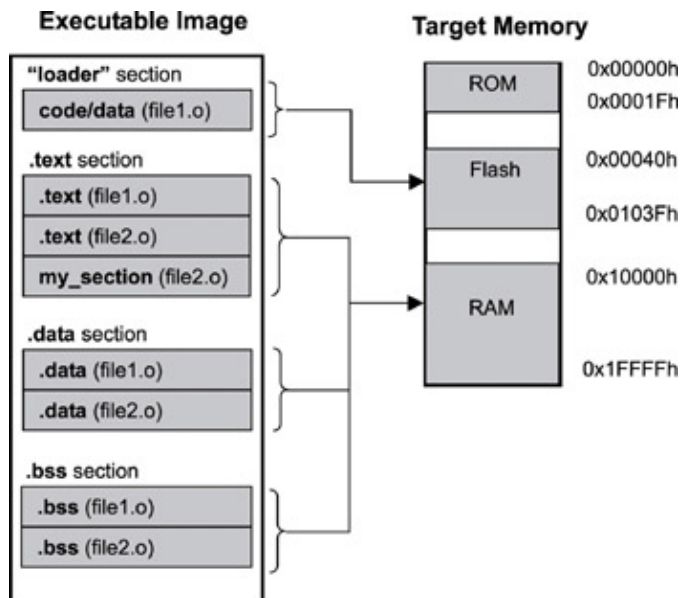 Executable Image
"loader" section
code/data (file1.o)
.text section
.text (file1.o)
.text (file2.o)
my_section (file2.o)
.data section
.data (file1.o)
.data (file2.o)
.bss section
.bss (file1.o)
.bss (file2.o)
Target Memory
ROM
0x00000h
0x0001Fh
Flash
0x00040h
0x0103Fh
RAM
0x10000h
0x1FFFFh